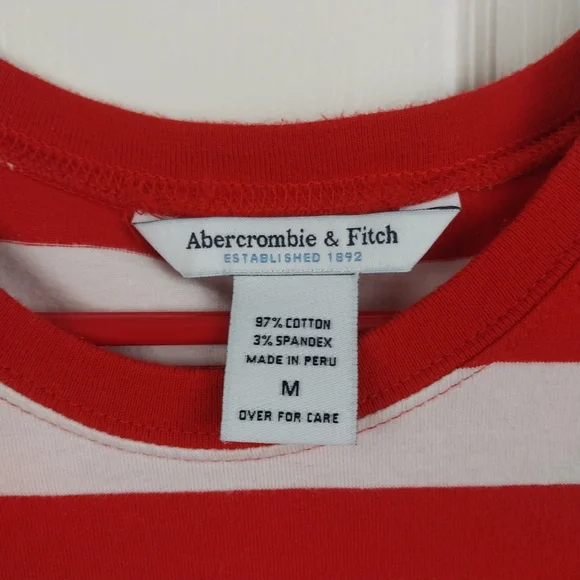 Abercrombie & Fitch
ESTABLISHED 1892
97% COTTON
3% SPANDEX
MADE IN PERU
M
OVER FOR CARE